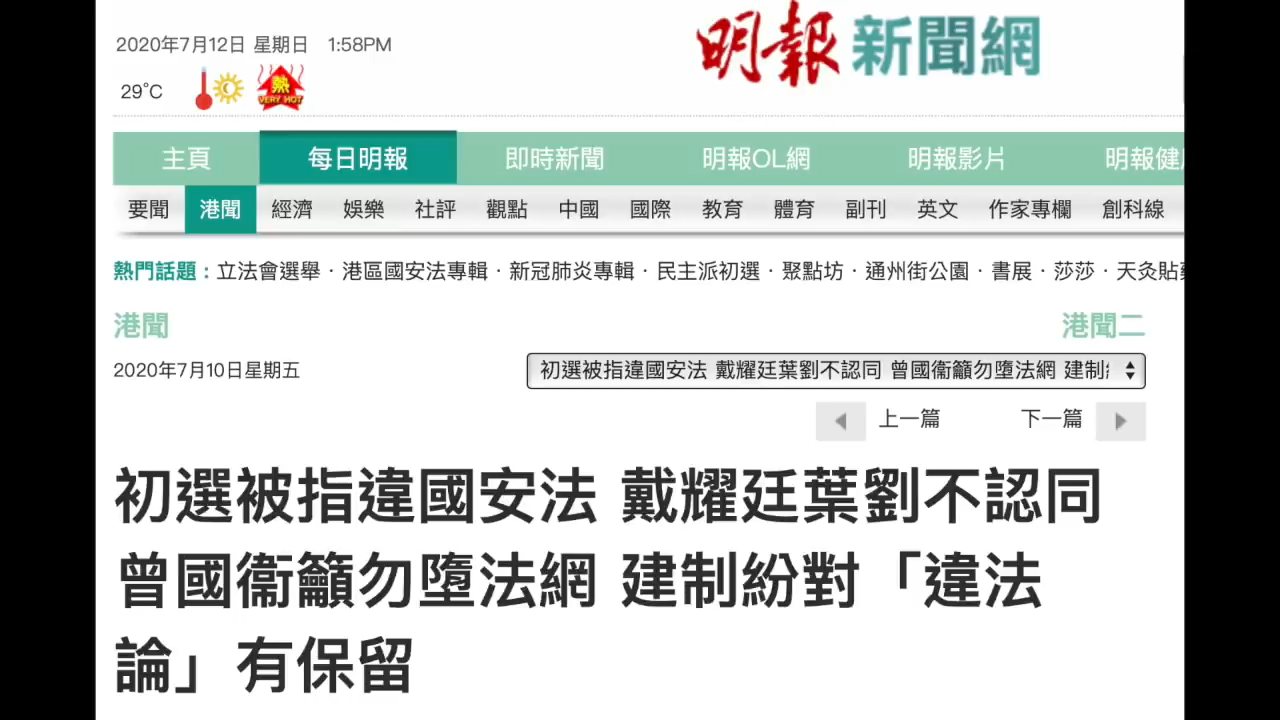 2020年7月12日 星期日 1:58PM
明報 新聞網
29°C
熱
VERY HOT
主頁 每日明報 即時新聞 明報OL網 明報影片 明報健
要聞 港聞 經濟 娛樂 社評 觀點 中國 國際 教育 體育 副刊 英文 作家專欄 創科線
熱門話題：立法會選舉 · 港區國安法專輯 · 新冠肺炎專輯 · 民主派初選 · 聚點坊 · 通州街公園 · 書展 · 莎莎 · 天灸貼
港聞 港聞二
2020年7月10日星期五
初選被指違國安法 戴耀廷葉劉不認同 曾國衞籲勿墮法網 建制
上一篇 下一篇
初選被指違國安法 戴耀廷葉劉不認同
曾國衞籲勿墮法網 建制紛對「違法
論」有保留